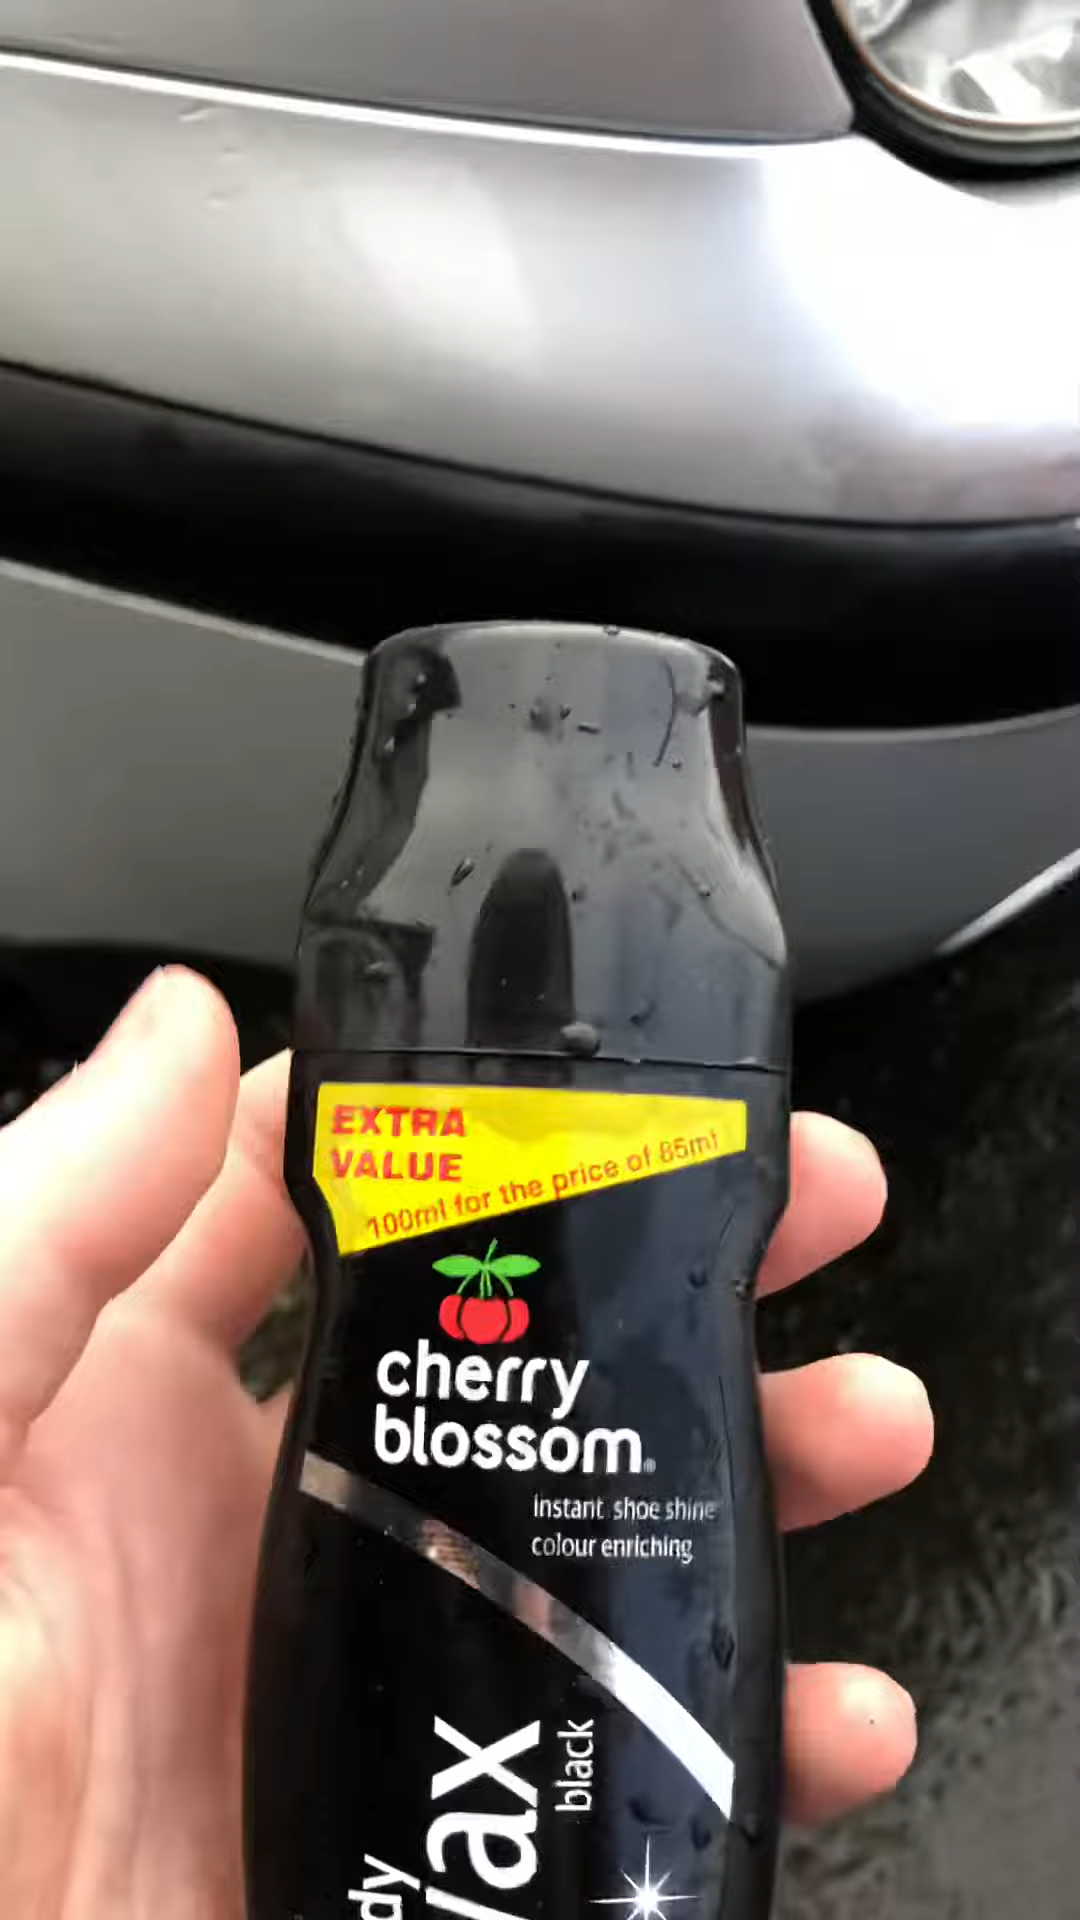 EXTRA
VALUE
100ml for the price of 85ml
cherry
blossom®
instant shoe shine
colour enriching
black